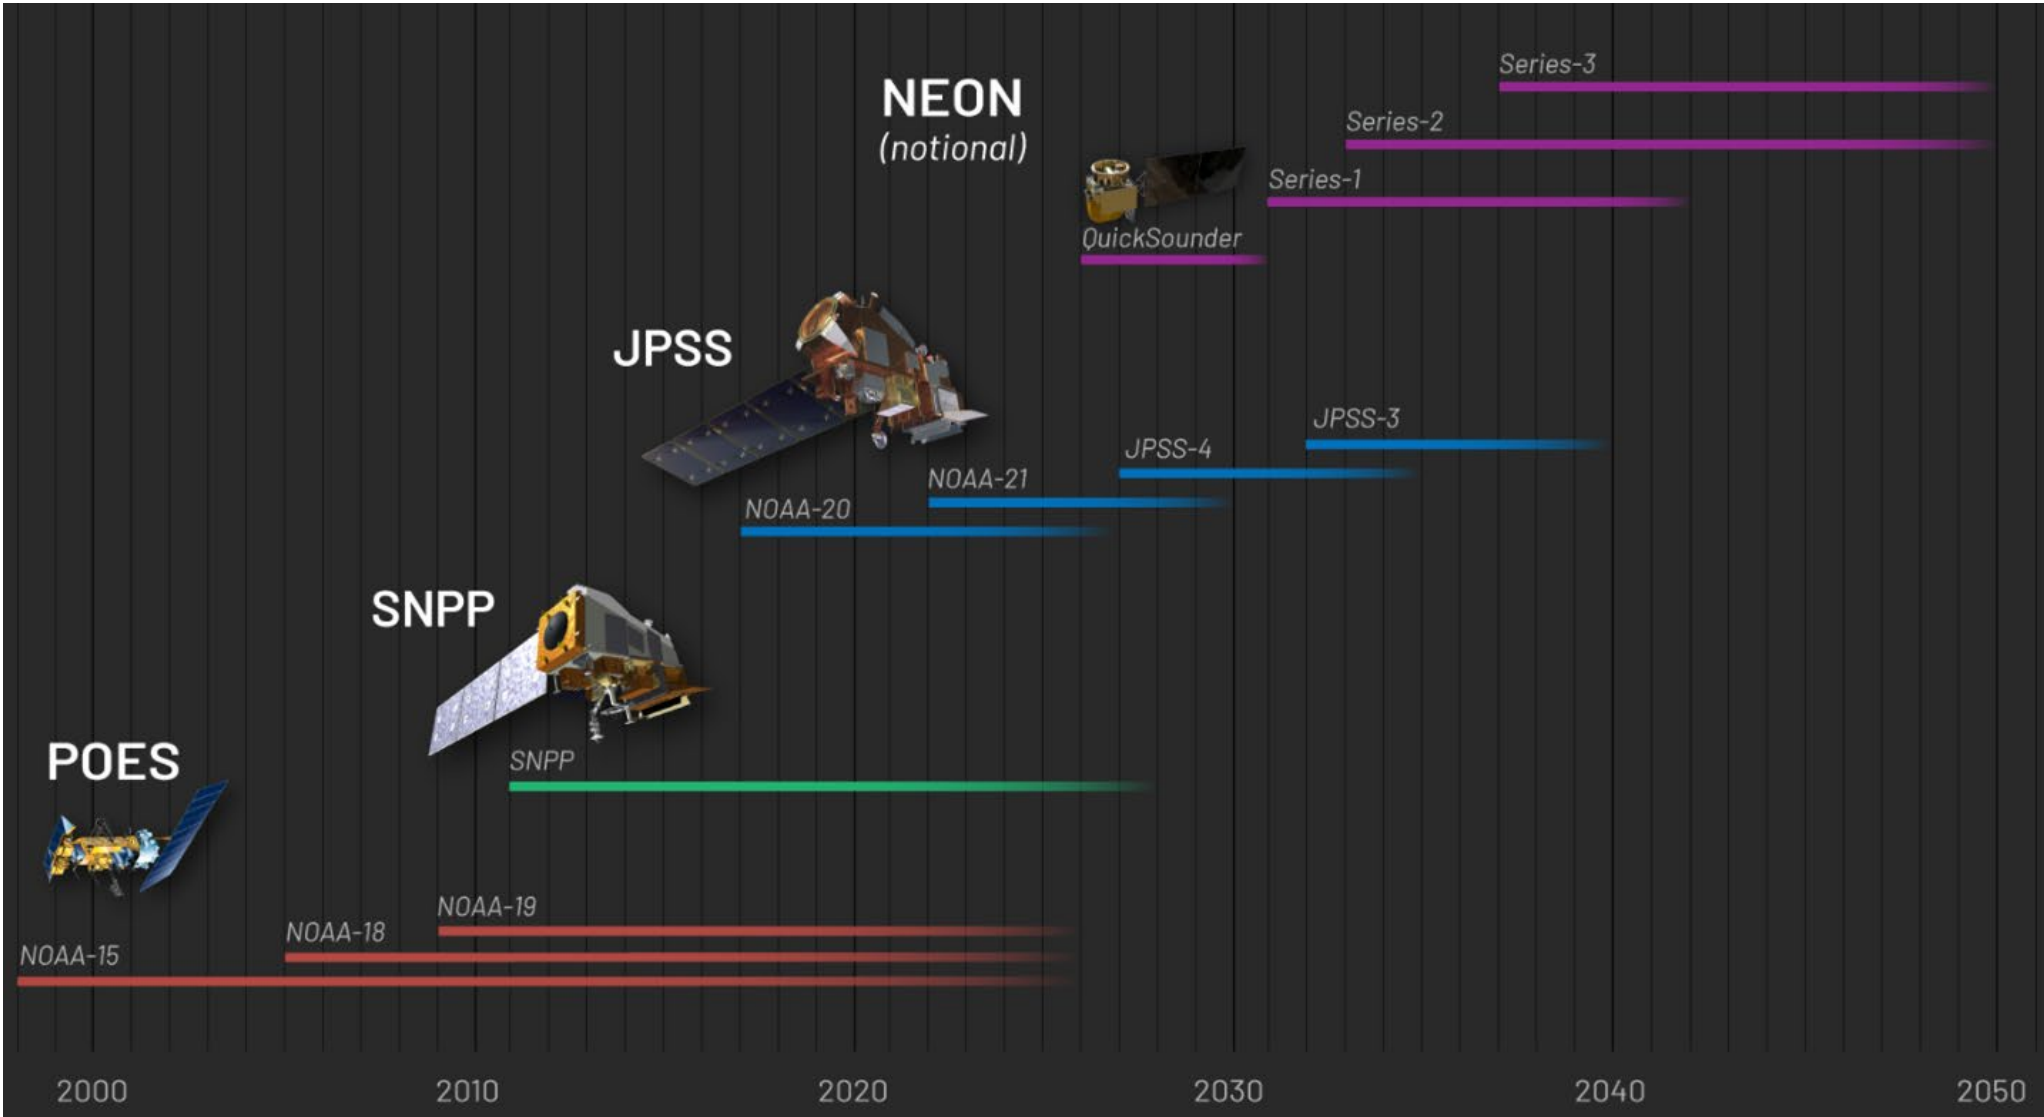 Series-3
NEON
Series-2
(notional)
Series-1
QuickSounder
JPSS
JPSS-3
JPSS-4
NOAA-21
NOAA-20
SNPP
SNPP
POES
NOAA-19
NOAA-18
NOAA-15
2000 2010 2020 2030 2040 2050